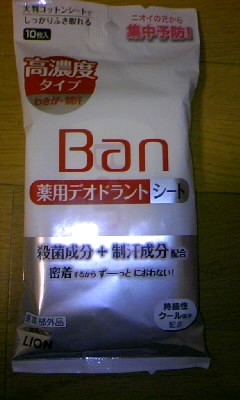 大判コットンシートで
しっかりふき取れる
10枚入
ニオイの元から
集中予防!
高濃度
タイプ
Ban
薬用デオドラントシート
殺菌成分+制汗成分配合
密着するから ずーっと におわない!
医薬部外品
LION
持続性
クール
配合